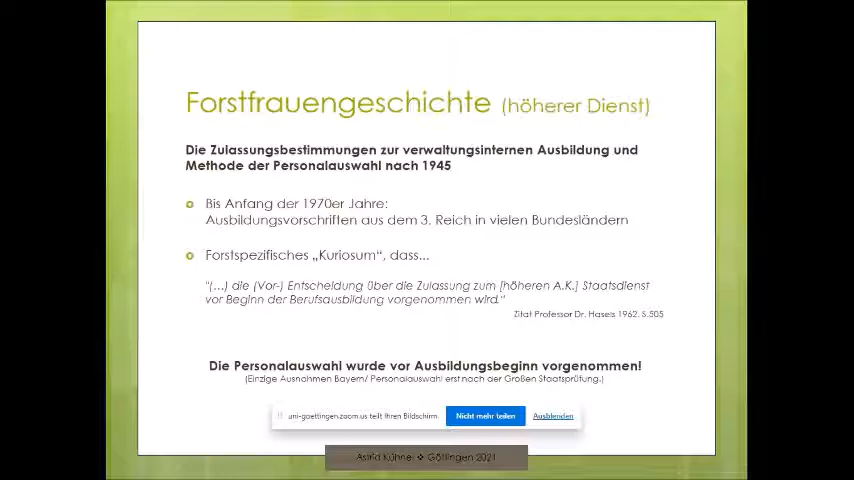 Forstfrauengeschichte (höherer Dienst)
Die Zulassungsbestimmungen zur verwaltungsinternen Ausbildung und
Methode der Personalauswahl nach 1945
Bis Anfang der 1970er Jahre:
Ausbildungsvorschriften aus dem 3. Reich in vielen Bundesländern
Forstspezifisches „Kuriosum“, dass...
"(...) die (Vor-) Entscheidung über die Zulassung zum [höheren A.K.] Staatsdienst
vor Beginn der Berufsausbildung vorgenommen wird."
Zitat Professor Dr. Hasels 1962, S.505
Die Personalauswahl wurde vor Ausbildungsbeginn vorgenommen!
(Einzige Ausnahmen Bayern/ Personalauswahl erst nach der Großen Staatsprüfung.)
uni-goettingen.zoom.us teilt Ihren Bildschirm. Nicht mehr teilen Ausblenden
Astrid Kühnel ❖ Göttingen 2021